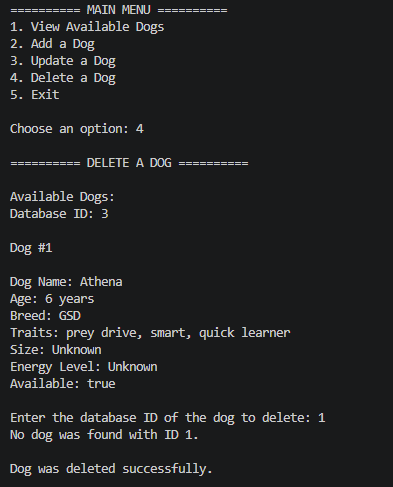 ========== MAIN MENU ==========
1. View Available Dogs
2. Add a Dog
3. Update a Dog
4. Delete a Dog
5. Exit
Choose an option: 4
========== DELETE A DOG ==========
Available Dogs:
Database ID: 3
Dog #1
Dog Name: Athena
Age: 6 years
Breed: GSD
Traits: prey drive, smart, quick learner
Size: Unknown
Energy Level: Unknown
Available: true
Enter the database ID of the dog to delete: 1
No dog was found with ID 1.
Dog was deleted successfully.